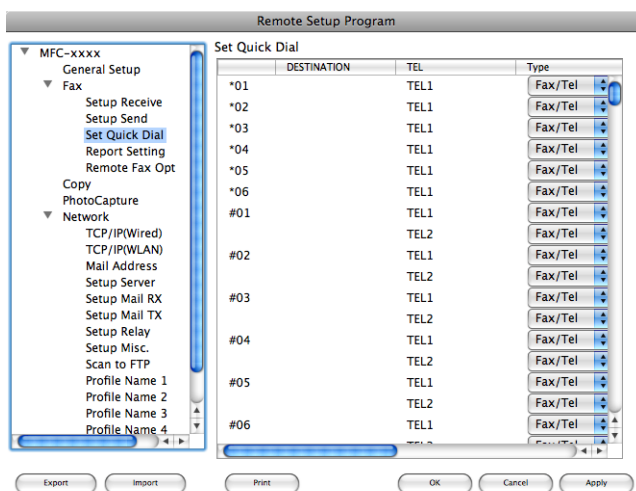 Remote Setup Program
MFC-xxxx
General Setup
Fax
Setup Receive
Setup Send
Set Quick Dial
Report Setting
Remote Fax Opt
Copy
PhotoCapture
Network
TCP/IP(Wired)
TCP/IP(WLAN)
Mail Address
Setup Server
Setup Mail RX
Setup Mail TX
Setup Relay
Setup Misc.
Scan to FTP
Profile Name 1
Profile Name 2
Profile Name 3
Profile Name 4
Set Quick Dial
DESTINATION TEL Type
*01 TEL1 Fax/Tel
*02 TEL1 Fax/Tel
*03 TEL1 Fax/Tel
*04 TEL1 Fax/Tel
*05 TEL1 Fax/Tel
*06 TEL1 Fax/Tel
#01 TEL1 Fax/Tel
TEL2 Fax/Tel
#02 TEL1 Fax/Tel
TEL2 Fax/Tel
#03 TEL1 Fax/Tel
TEL2 Fax/Tel
#04 TEL1 Fax/Tel
TEL2 Fax/Tel
#05 TEL1 Fax/Tel
TEL2 Fax/Tel
#06 TEL1 Fax/Tel
Export Import Print OK Cancel Apply